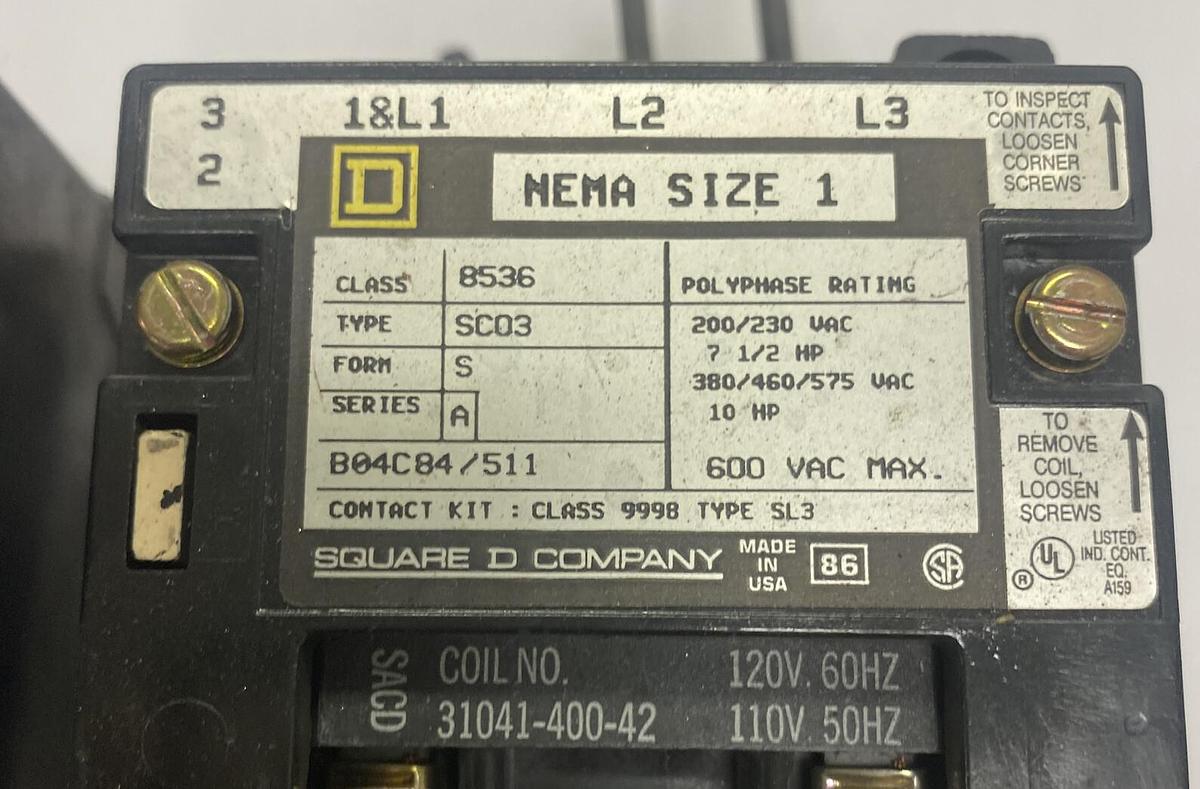 3 1&L1 L2 L3
2
TO INSPECT
CONTACTS,
LOOSEN
CORNER
SCREWS
D
NEMA SIZE 1
CLASS 8536
TYPE SCO3
FORM S
SERIES A
B04C84/511
POLYPHASE RATING
200/230 VAC
7 1/2 HP
380/460/575 VAC
10 HP
600 VAC MAX.
CONTACT KIT : CLASS 9998 TYPE SL3
SQUARE D COMPANY
MADE
IN
USA
86
SA
TO
REMOVE
COIL,
LOOSEN
SCREWS
UL
®
LISTED
IND. CONT.
EQ.
A159
SACD
COIL NO. 120V. 60HZ
31041-400-42 110V. 50HZ